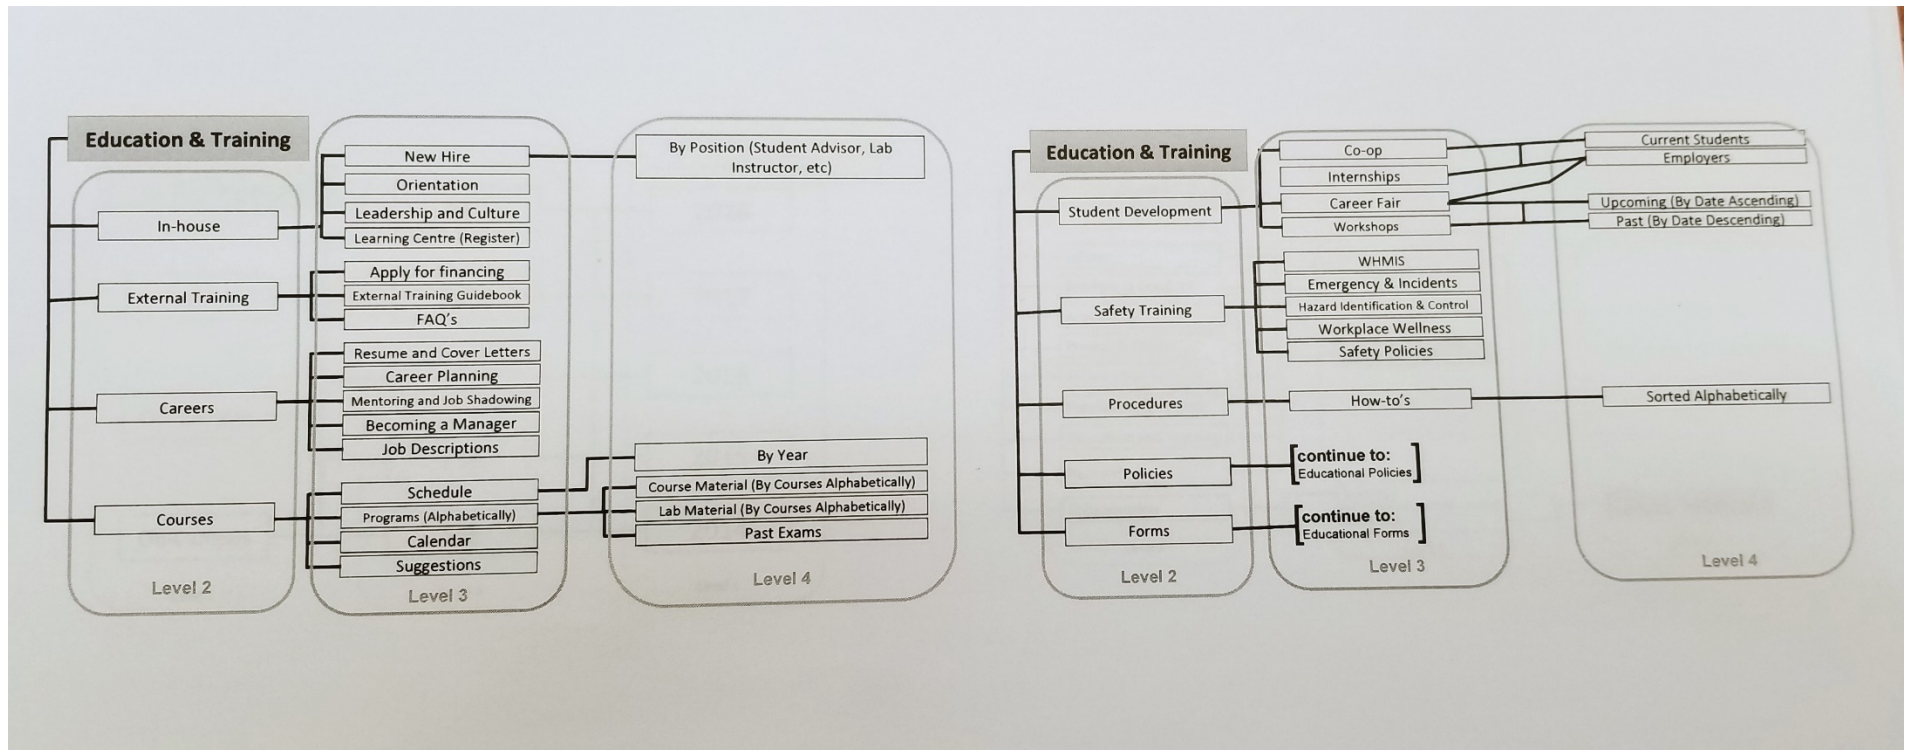 Education & Training
In-house
External Training
Careers
Courses
Level 2
New Hire
Orientation
Leadership and Culture
Learning Centre (Register)
Apply for financing
External Training Guidebook
FAQ's
Resume and Cover Letters
Career Planning
Mentoring and Job Shadowing
Becoming a Manager
Job Descriptions
Schedule
Programs (Alphabetically)
Calendar
Suggestions
Level 3
By Position (Student Advisor, Lab
Instructor, etc)
By Year
Course Material (By Courses Alphabetically)
Lab Material (By Courses Alphabetically)
Past Exams
Level 4
Education & Training
Student Development
Safety Training
Procedures
Policies
Forms
Level 2
Co-op
Internships
Career Fair
Workshops
WHMIS
Emergency & Incidents
Hazard Identification & Control
Workplace Wellness
Safety Policies
How-to's
[continue to:
Educational Policies]
[continue to:
Educational Forms]
Level 3
Current Students
Employers
Upcoming (By Date Ascending)
Past (By Date Descending)
Sorted Alphabetically
Level 4